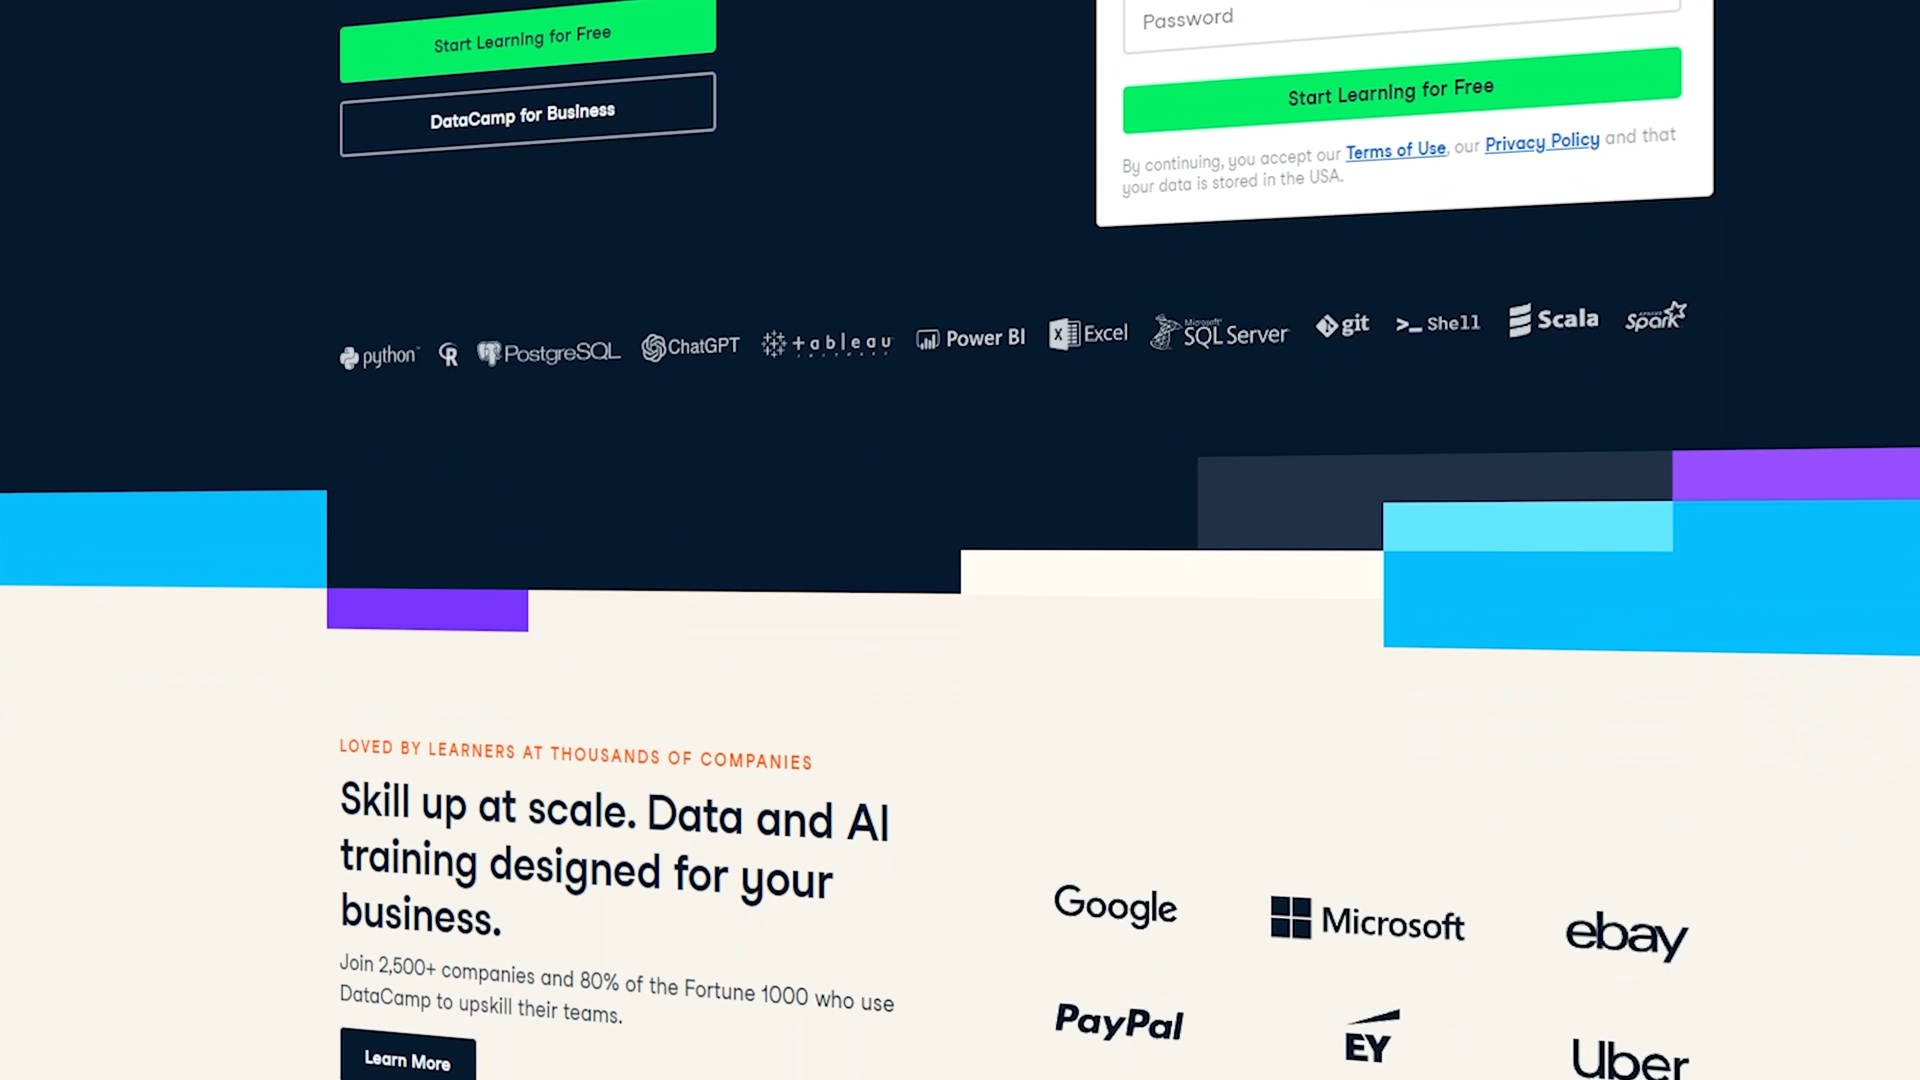 Start Learning for Free
DataCamp for Business
Password
Start Learning for Free
By continuing, you accept our Terms of Use, our Privacy Policy and that
your data is stored in the USA.
python R PostgreSQL ChatGPT +ableau Power BI Excel Microsoft SQL Server git >_ Shell Scala Spark
LOVED BY LEARNERS AT THOUSANDS OF COMPANIES
Skill up at scale. Data and AI
training designed for your
business.
Join 2,500+ companies and 80% of the Fortune 1000 who use
DataCamp to upskill their teams.
Learn More
Google Microsoft ebay
PayPal EY Uber